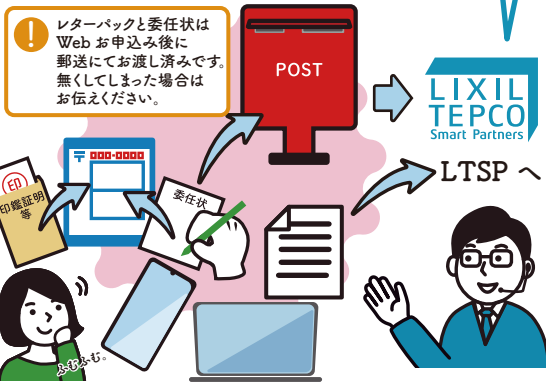 !
レターパックと委任状は
Web お申込み後に
郵送にてお渡し済みです。
無くしてしまった場合は
お伝えください。
POST
LIXIL
TEPCO
Smart Partners
LTSP へ
〒 000-0000
印
印鑑証明
等
委任状
ふむふむ。